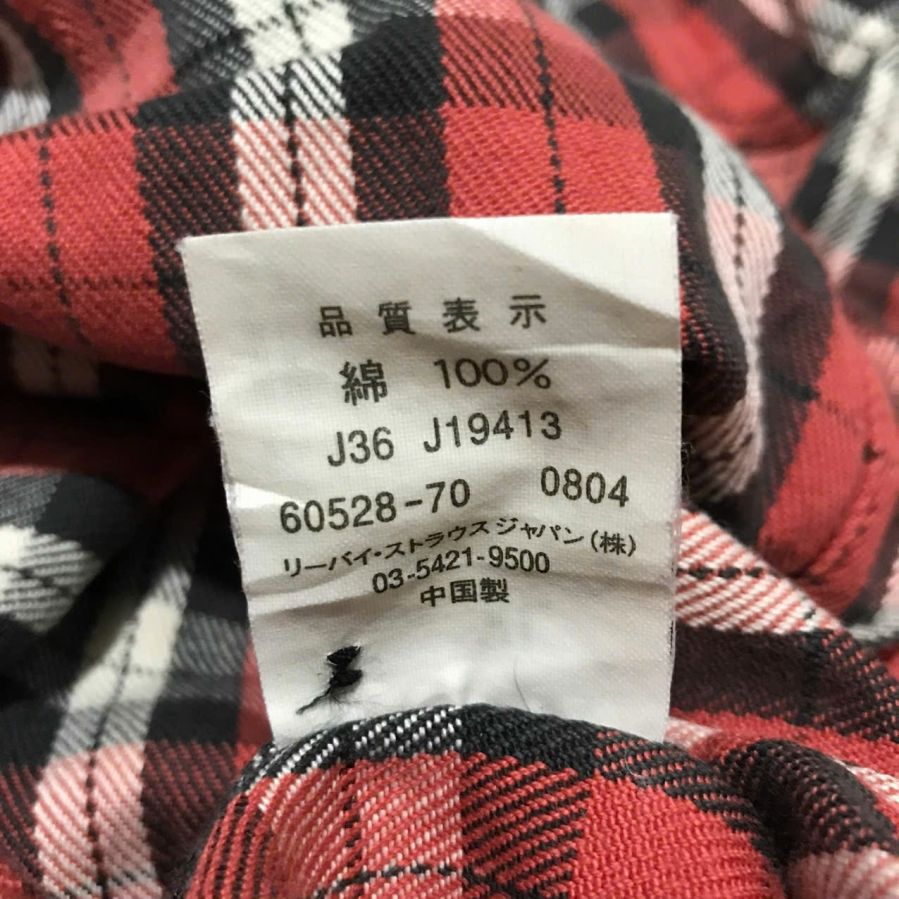 品質表示
綿 100%
J36 J19413
60528-70 0804
リーバイ・ストラウス ジャパン(株)
03-5421-9500
中国製